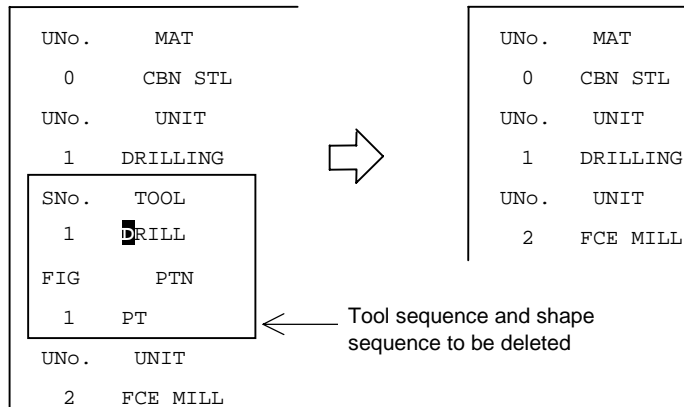 UNo. MAT
0 CBN STL
UNo. UNIT
1 DRILLING
SNo. TOOL
1 DRILL
FIG PTN
1 PT
UNo. UNIT
2 FCE MILL
Tool sequence and shape
sequence to be deleted
UNo. MAT
0 CBN STL
UNo. UNIT
1 DRILLING
UNo. UNIT
2 FCE MILL